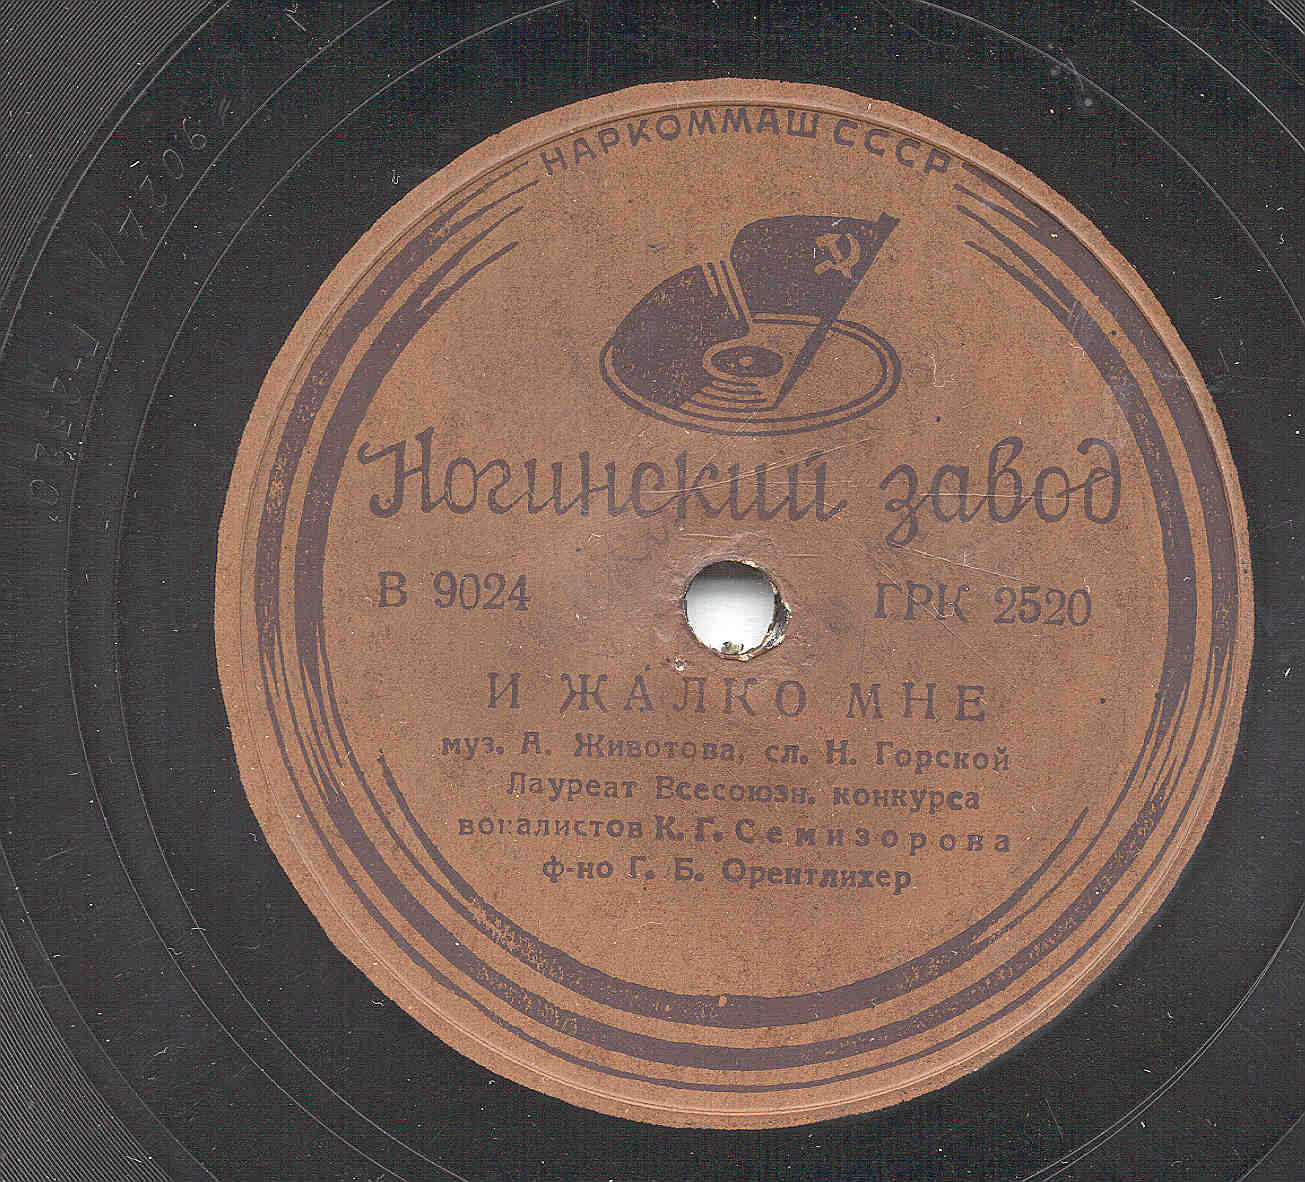 НАРКОММАШ СССР
Ногинский завод
В 9024 ГРК 2520
И ЖАЛКО МНЕ
муз. А. Животова, сл. Н. Горской
Лауреат Всесоюзн. конкурса
вокалистов К. Г. Семизорова
ф-но Г. Б. Орентлихер